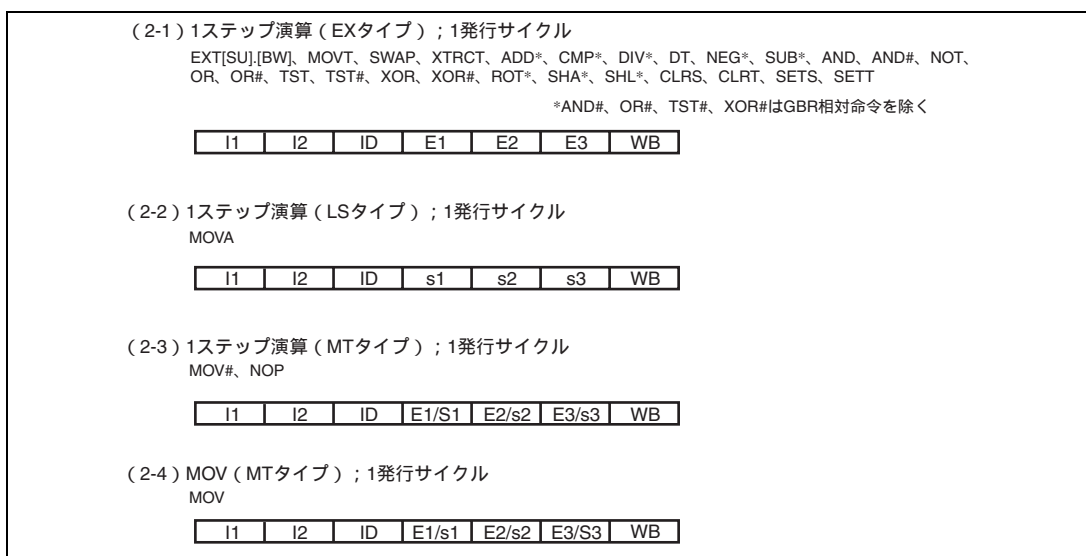 （2-1）1ステップ演算（EXタイプ）；1発行サイクル
EXT[SU].[BW]、MOVT、SWAP、XTRCT、ADD*、CMP*、DIV*、DT、NEG*、SUB*、AND、AND#、NOT、
OR、OR#、TST、TST#、XOR、XOR#、ROT*、SHA*、SHL*、CLRS、CLRT、SETS、SETT
*AND#、OR#、TST#、XOR#はGBR相対命令を除く
I1 I2 ID E1 E2 E3 WB
（2-2）1ステップ演算（LSタイプ）；1発行サイクル
MOVA
I1 I2 ID s1 s2 s3 WB
（2-3）1ステップ演算（MTタイプ）；1発行サイクル
MOV#、NOP
I1 I2 ID E1/S1 E2/s2 E3/s3 WB
（2-4）MOV（MTタイプ）；1発行サイクル
MOV
I1 I2 ID E1/s1 E2/s2 E3/S3 WB